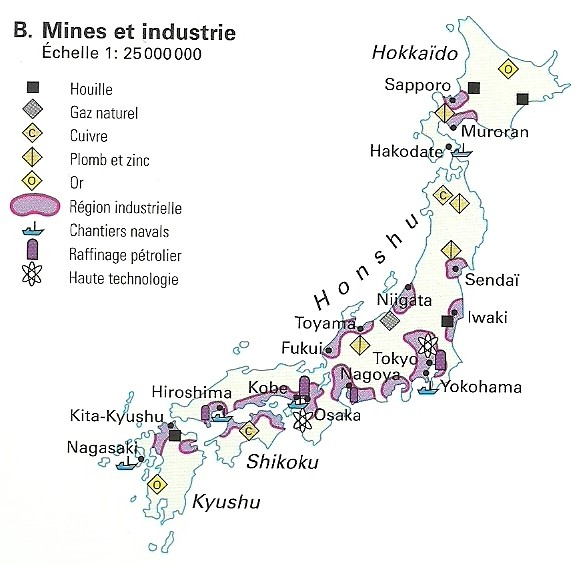 B. Mines et industrie
Échelle 1: 25 000 000
Houille
Gaz naturel
C Cuivre
Plomb et zinc
O Or
Région industrielle
Chantiers navals
Raffinage pétrolier
Haute technologie
Hokkaïdo
O
Sapporo
Muroran
Hakodate
C
Honshu
Sendaï
Niigata
Iwaki
Toyama
Fukui
Tokyo
Nagoya
Yokohama
Kobe
Hiroshima
Osaka
Kita-Kyushu
C
Nagasaki
Shikoku
O
Kyushu